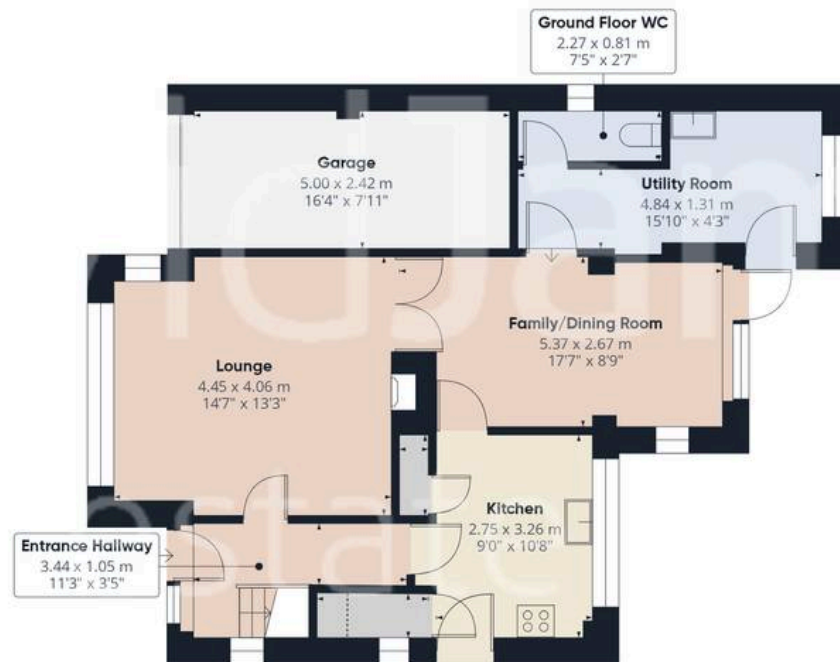 Ground Floor WC
2.27 x 0.81 m
7'5" x 2'7"
Garage
5.00 x 2.42 m
16'4" x 7'11"
Utility Room
4.84 x 1.31 m
15'10" x 4'3"
Family/Dining Room
5.37 x 2.67 m
17'7" x 8'9"
Lounge
4.45 x 4.06 m
14'7" x 13'3"
Kitchen
2.75 x 3.26 m
9'0" x 10'8"
Entrance Hallway
3.44 x 1.05 m
11'3" x 3'5"
estate